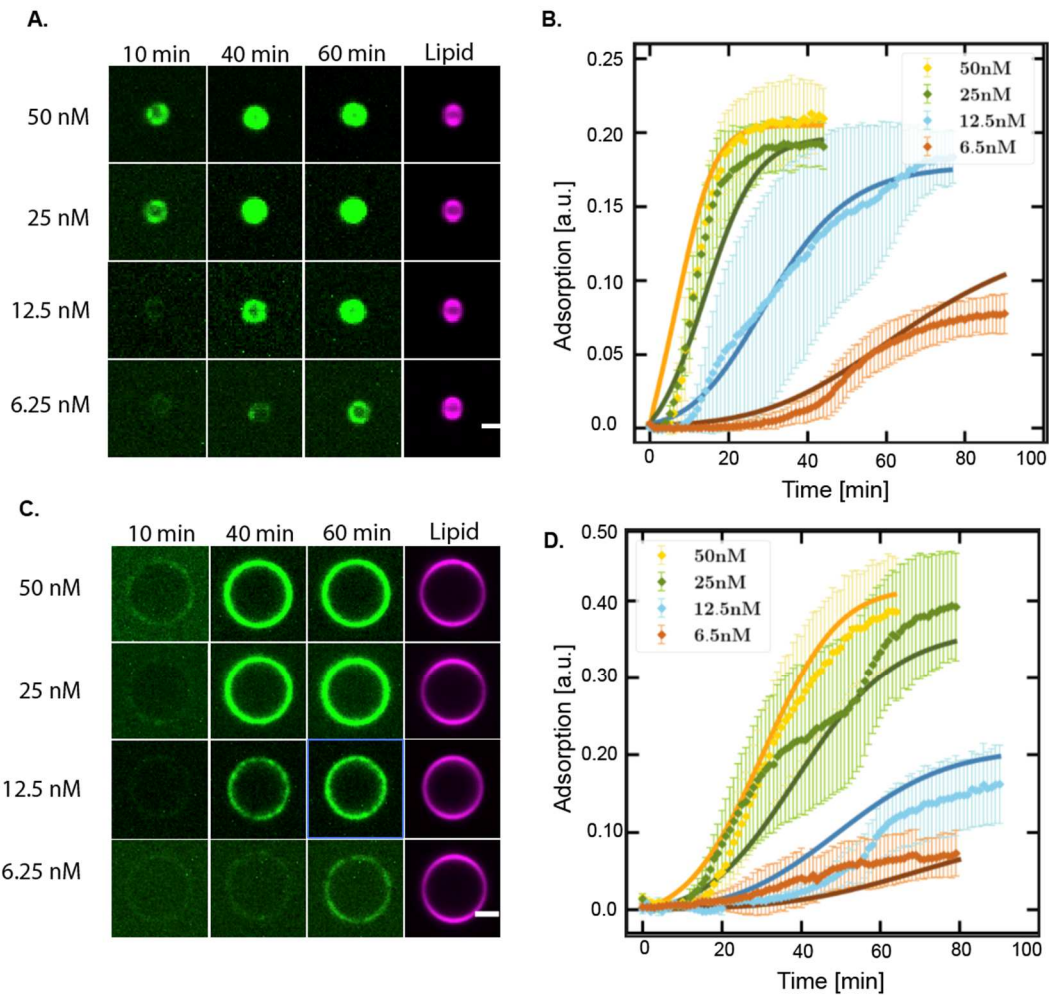 A.
10 min 40 min 60 min Lipid
50 nM
25 nM
12.5 nM
6.25 nM
B.
0.25
0.20
0.15
0.10
0.05
0.0
Adsorption [a.u.]
50nM
25nM
12.5nM
6.5nM
0 20 40 60 80 100
Time [min]
C.
10 min 40 min 60 min Lipid
50 nM
25 nM
12.5 nM
6.25 nM
D.
0.50
0.40
0.30
0.20
0.10
0.0
Adsorption [a.u.]
50nM
25nM
12.5nM
6.5nM
0 20 40 60 80 100
Time [min]